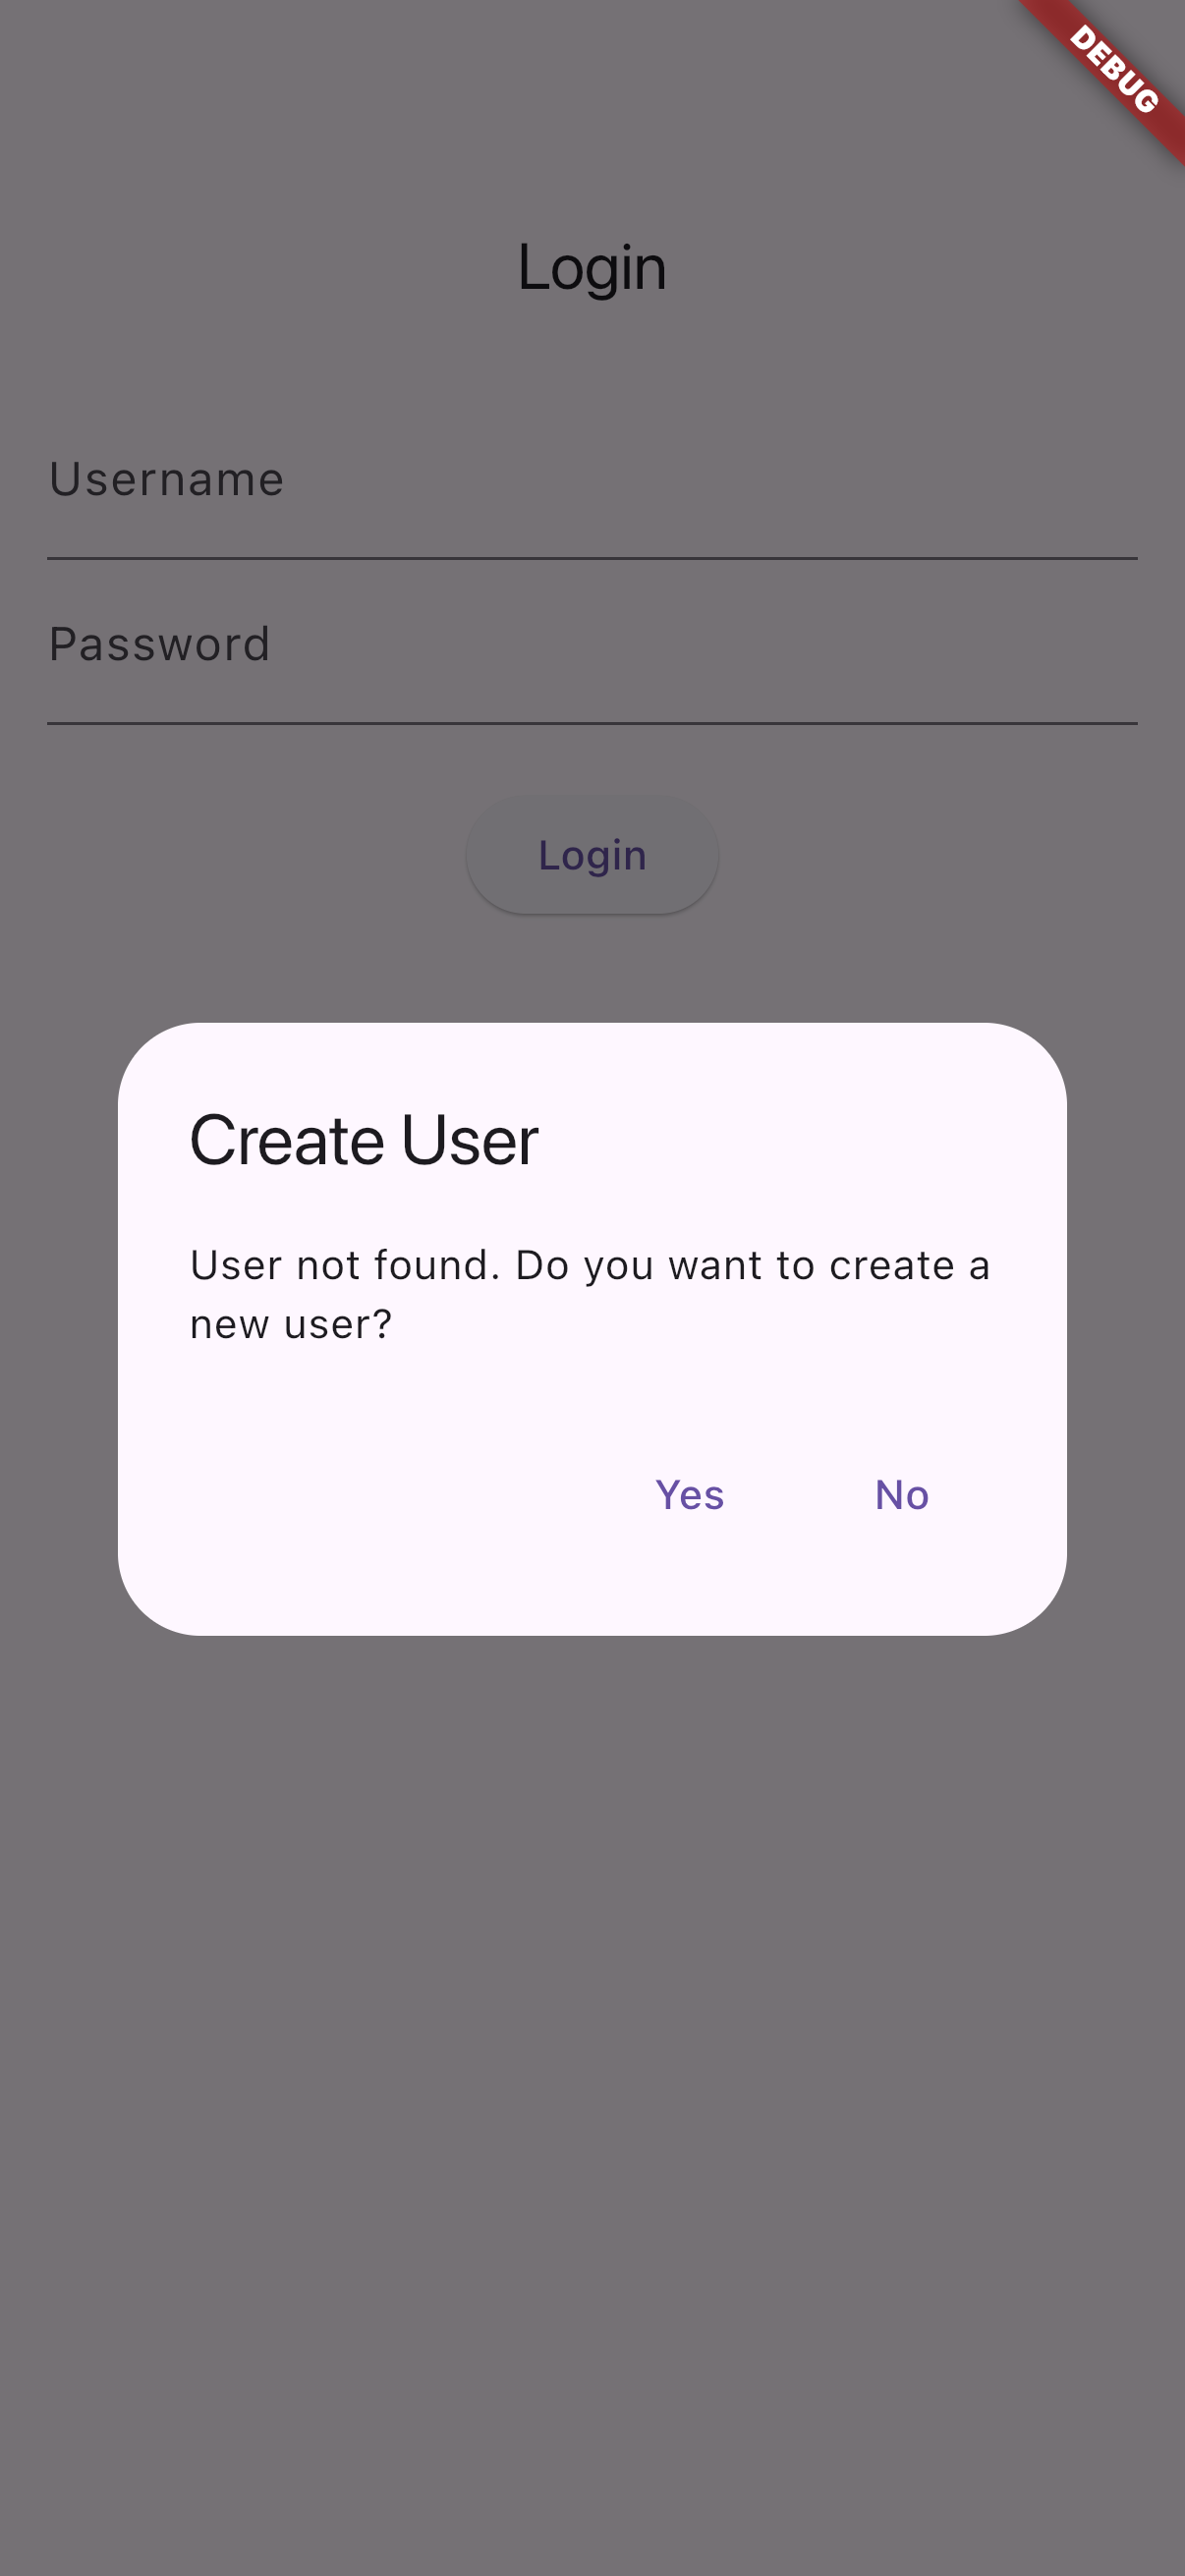 DEBUG
Login
Username
Password
Login
Create User
User not found. Do you want to create a
new user?
Yes No